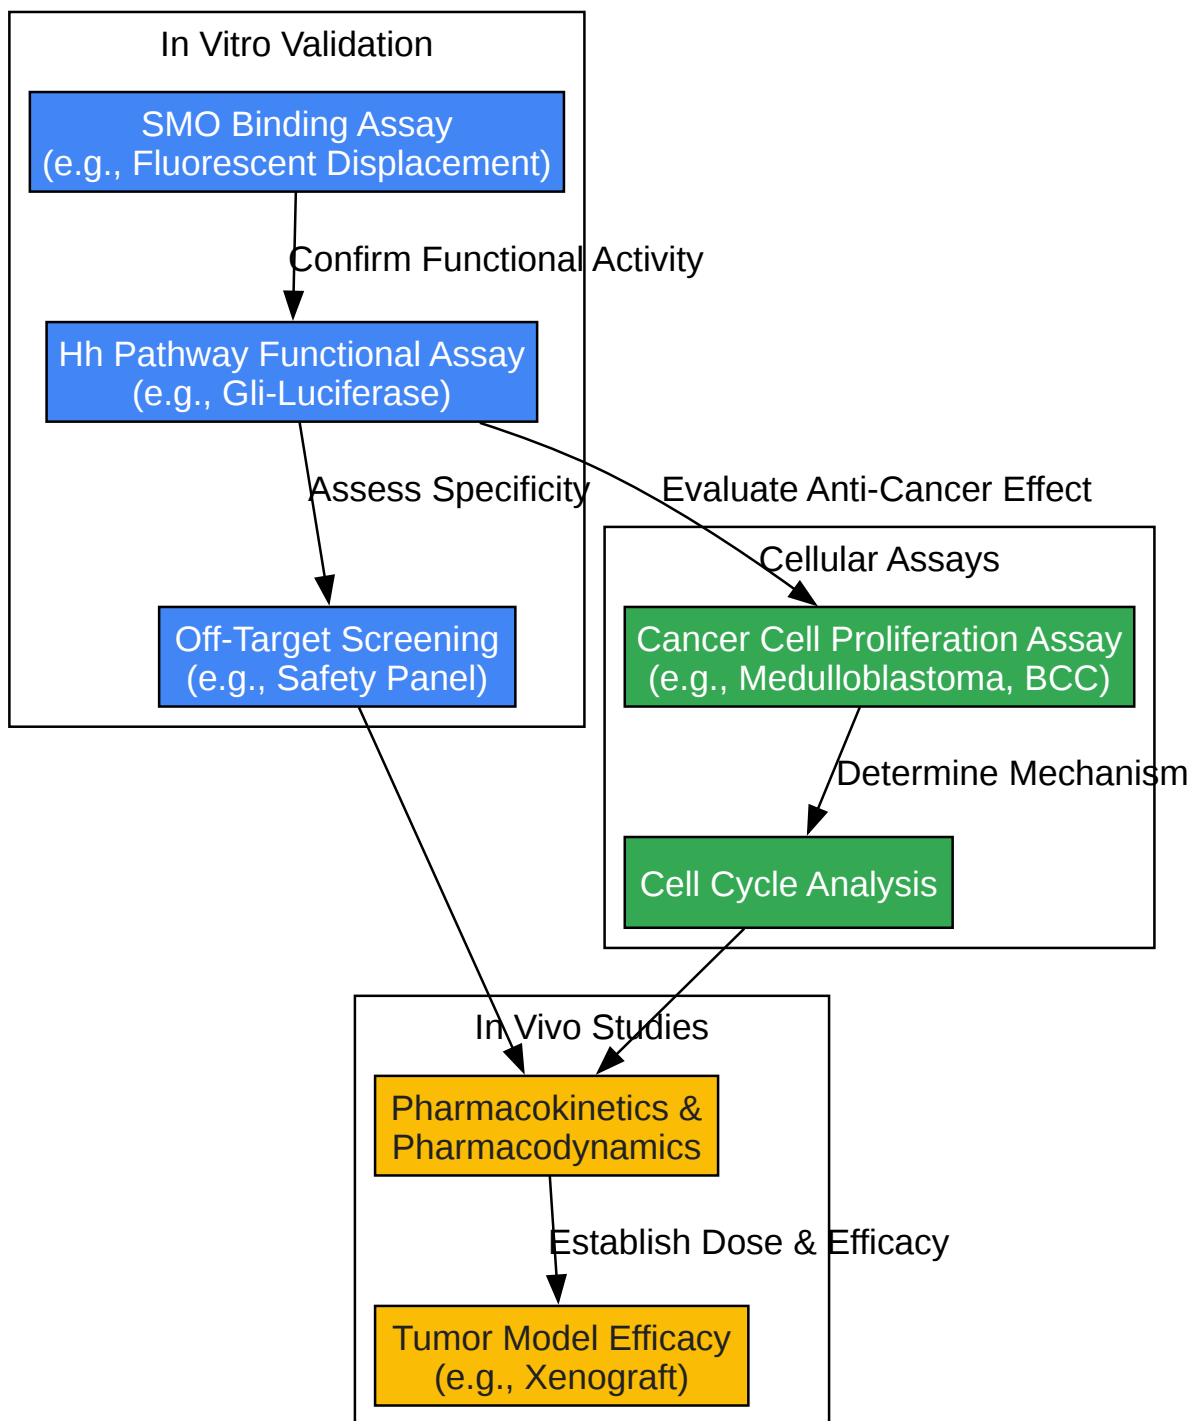 In Vitro Validation
SMO Binding Assay
(e.g., Fluorescent Displacement)
Confirm Functional Activity
Hh Pathway Functional Assay
(e.g., Gli-Luciferase)
Assess Specificity
Evaluate Anti-Cancer Effect
Cellular Assays
Off-Target Screening
(e.g., Safety Panel)
Cancer Cell Proliferation Assay
(e.g., Medulloblastoma, BCC)
Determine Mechanism
Cell Cycle Analysis
In Vivo Studies
Pharmacokinetics &
Pharmacodynamics
Establish Dose & Efficacy
Tumor Model Efficacy
(e.g., Xenograft)